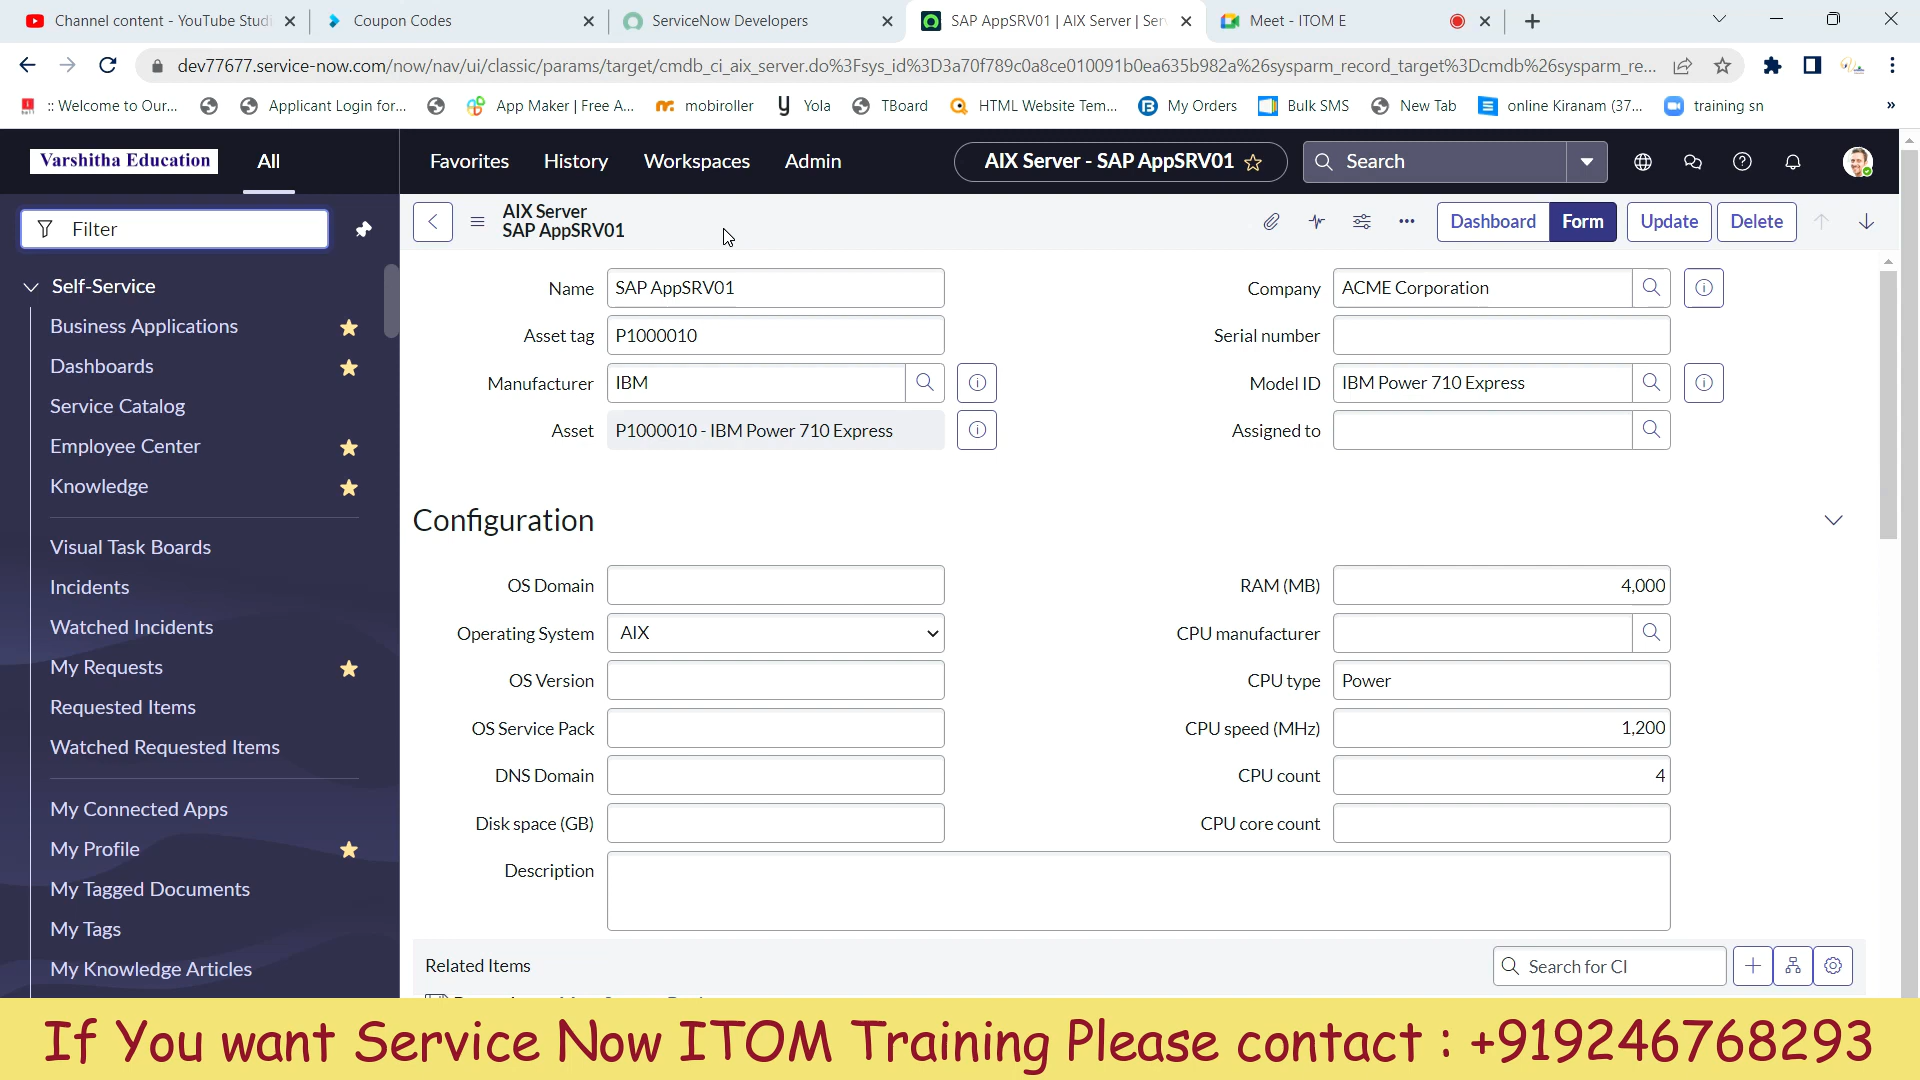 Channel content - YouTube Studi
Coupon Codes
ServiceNow Developers
SAP AppSRV01 | AIX Server | Ser
Meet - ITOM E
dev77677.service-now.com/now/nav/ui/classic/params/target/cmdb_ci_aix_server.do%3Fsys_id%3D3a70f789c0a8ce010091b0ea635b982a%26sysparm_record_target%3Dcmdb%26sysparm_re...
:: Welcome to Our...
Applicant Login for...
App Maker | Free A...
mobiroller
Yola
TBoard
HTML Website Tem...
My Orders
Bulk SMS
New Tab
online Kiranam (37...
training sn
»
Varshitha Education
All
Favorites
History
Workspaces
Admin
AIX Server - SAP AppSRV01
Search
Filter
AIX Server
SAP AppSRV01
Dashboard
Form
Update
Delete
Self-Service
Business Applications
Dashboards
Service Catalog
Employee Center
Knowledge
Visual Task Boards
Incidents
Watched Incidents
My Requests
Requested Items
Watched Requested Items
My Connected Apps
My Profile
My Tagged Documents
My Tags
My Knowledge Articles
Name SAP AppSRV01
Asset tag P1000010
Manufacturer IBM
Asset P1000010 - IBM Power 710 Express
Company ACME Corporation
Serial number
Model ID IBM Power 710 Express
Assigned to
Configuration
OS Domain
Operating System AIX
OS Version
OS Service Pack
DNS Domain
Disk space (GB)
Description
RAM (MB) 4,000
CPU manufacturer
CPU type Power
CPU speed (MHz) 1,200
CPU count 4
CPU core count
Related Items
Search for CI
If You want Service Now ITOM Training Please contact : +919246768293